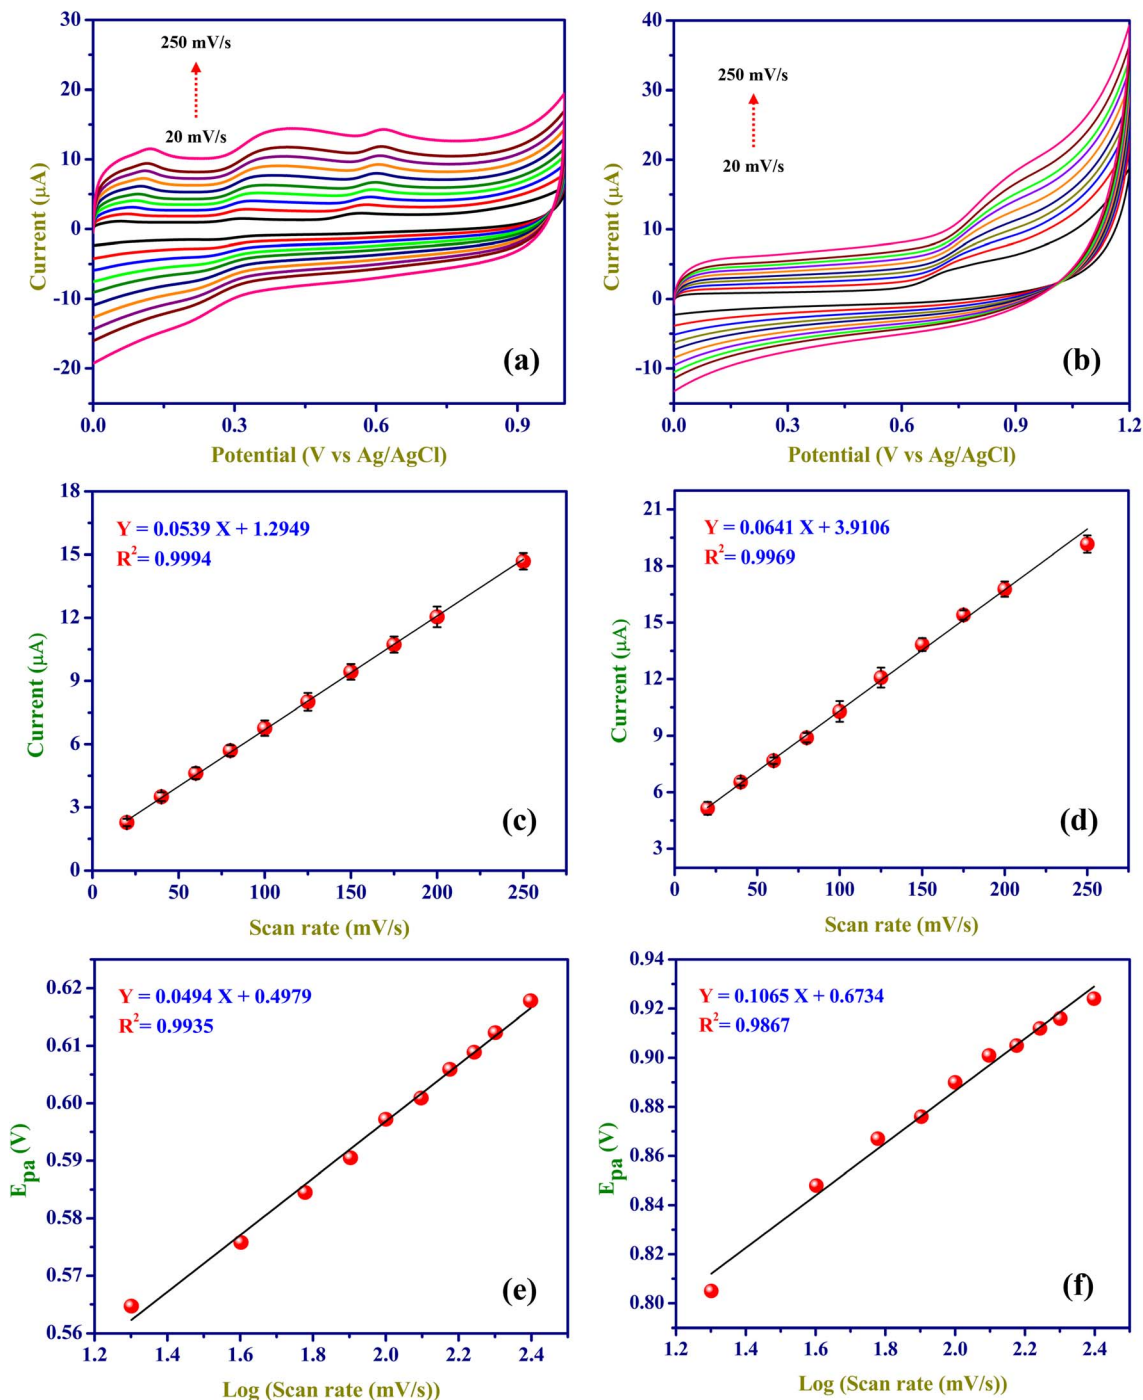 30
20
10
0
-10
-20
250 mV/s
20 mV/s
Current (μA)
(a)
0.0 0.3 0.6 0.9
Potential (V vs Ag/AgCl)
40
30
20
10
0
-10
250 mV/s
20 mV/s
Current (μA)
(b)
0.0 0.3 0.6 0.9 1.2
Potential (V vs Ag/AgCl)
18
15
12
9
6
3
0
Y = 0.0539 X + 1.2949
R²= 0.9994
Current (μA)
(c)
0 50 100 150 200 250
Scan rate (mV/s)
21
18
15
12
9
6
3
Y = 0.0641 X + 3.9106
R²= 0.9969
Current (μA)
(d)
0 50 100 150 200 250
Scan rate (mV/s)
0.62
0.61
0.60
0.59
0.58
0.57
0.56
Y = 0.0494 X + 0.4979
R²= 0.9935
Epa (V)
(e)
1.2 1.4 1.6 1.8 2.0 2.2 2.4
Log (Scan rate (mV/s))
0.94
0.92
0.90
0.88
0.86
0.84
0.82
0.80
Y = 0.1065 X + 0.6734
R²= 0.9867
Epa (V)
(f)
1.2 1.4 1.6 1.8 2.0 2.2 2.4
Log (Scan rate (mV/s))